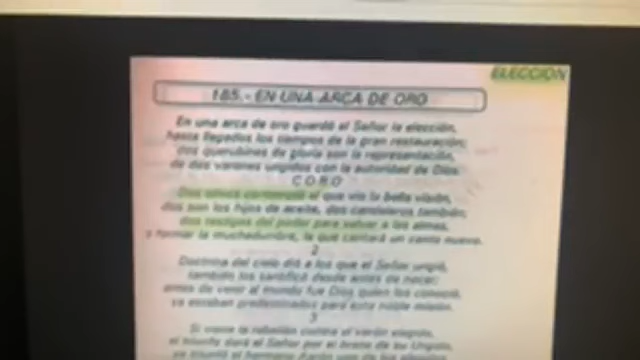 ELECCION
185.- EN UNA ARCA DE ORO
En una arca de oro guardó el Señor la elección,
hasta llegados los tiempos de la gran restauración;
dos querubines de gloria son la representación,
de dos varones ungidos con la autoridad de Dios.
CORO
Dos olivos contempló el que vio la bella visión,
dos son los hijos de aceite, dos candeleros también;
dos testigos del poder para salvar a las almas,
y formar la muchedumbre, la que cantará un canto nuevo.
2
Doctrina del cielo dió a los que el Señor ungió,
también los santificó desde antes de nacer;
antes de venir al mundo fue Dios quien los conoció,
ya estaban predestinados para esta noble misión.
3
Si viene la rebelión contra el varón elegido,
el triunfo dará el Señor por el brazo de los Ungido,